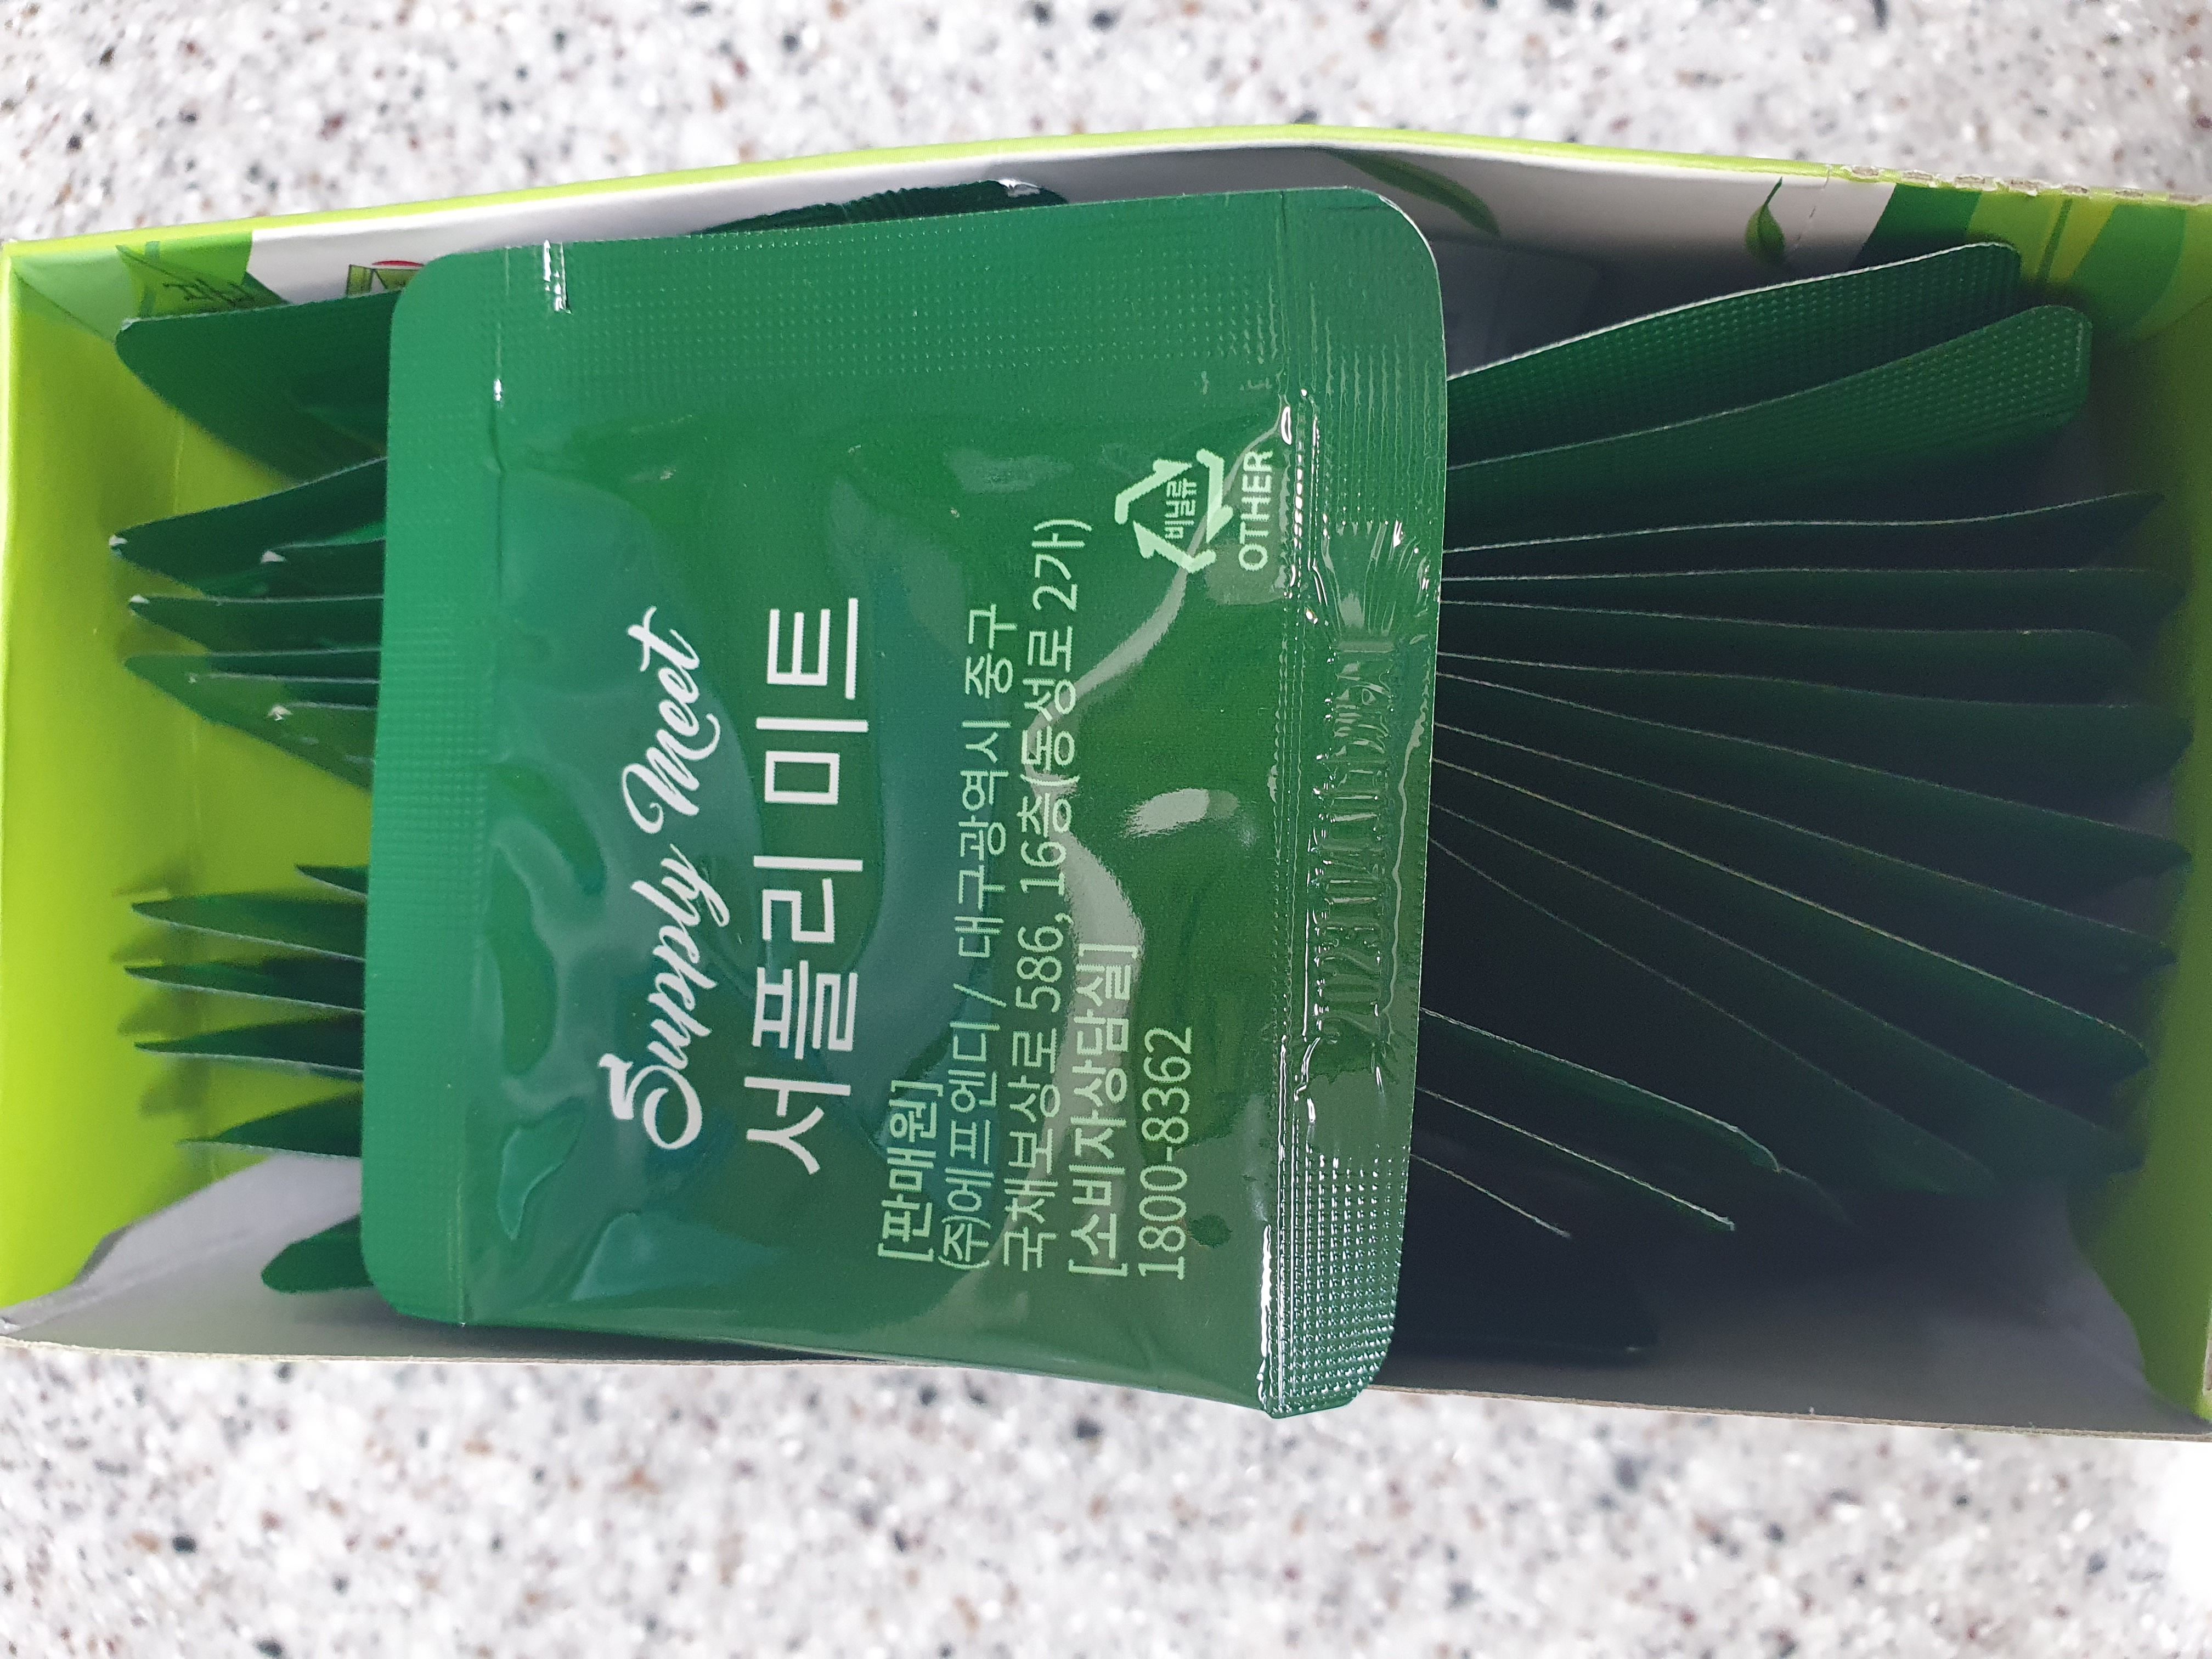 Supply Meet
서플리미트
[판매원]
(주)에프엔디 / 대구광역시 중구
국채보상로 586, 16층(동성로 2가)
[소비자상담실]
1800-8362
비닐류
OTHER